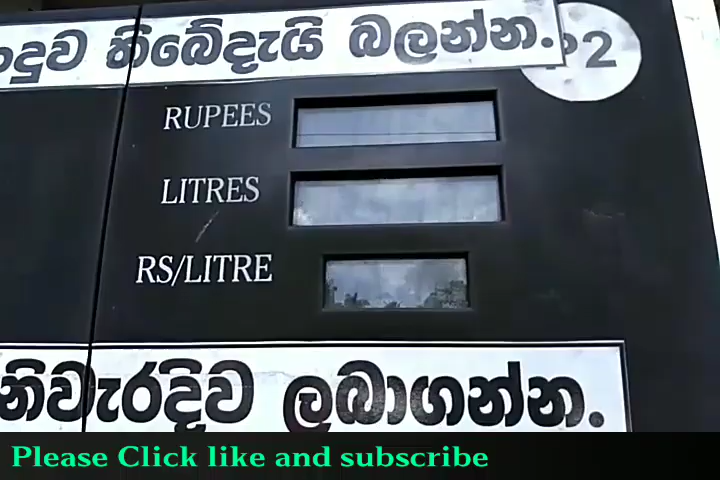 තිබේදැයි බලන්න.
2
RUPEES
LITRES
RS/LITRE
නිවැරදිව ලබාගන්න.
Please Click like and subscribe